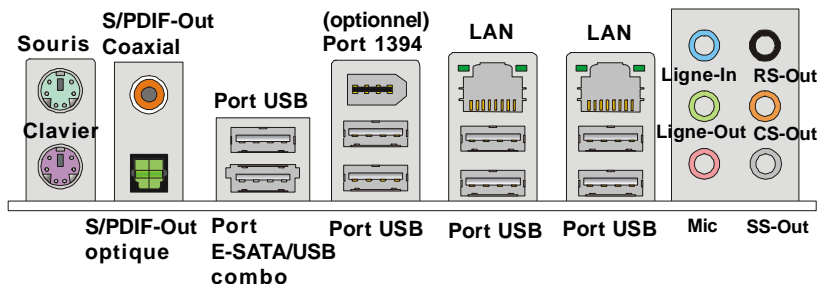 S/PDIF-Out
Coaxial
(optionnel)
Port 1394
Souris
LAN
LAN
Port USB
Clavier
Ligne-In
RS-Out
Ligne-Out
CS-Out
S/PDIF-Out
optique
Port
E-SATA/USB
combo
Port USB
Port USB
Port USB
Mic
SS-Out